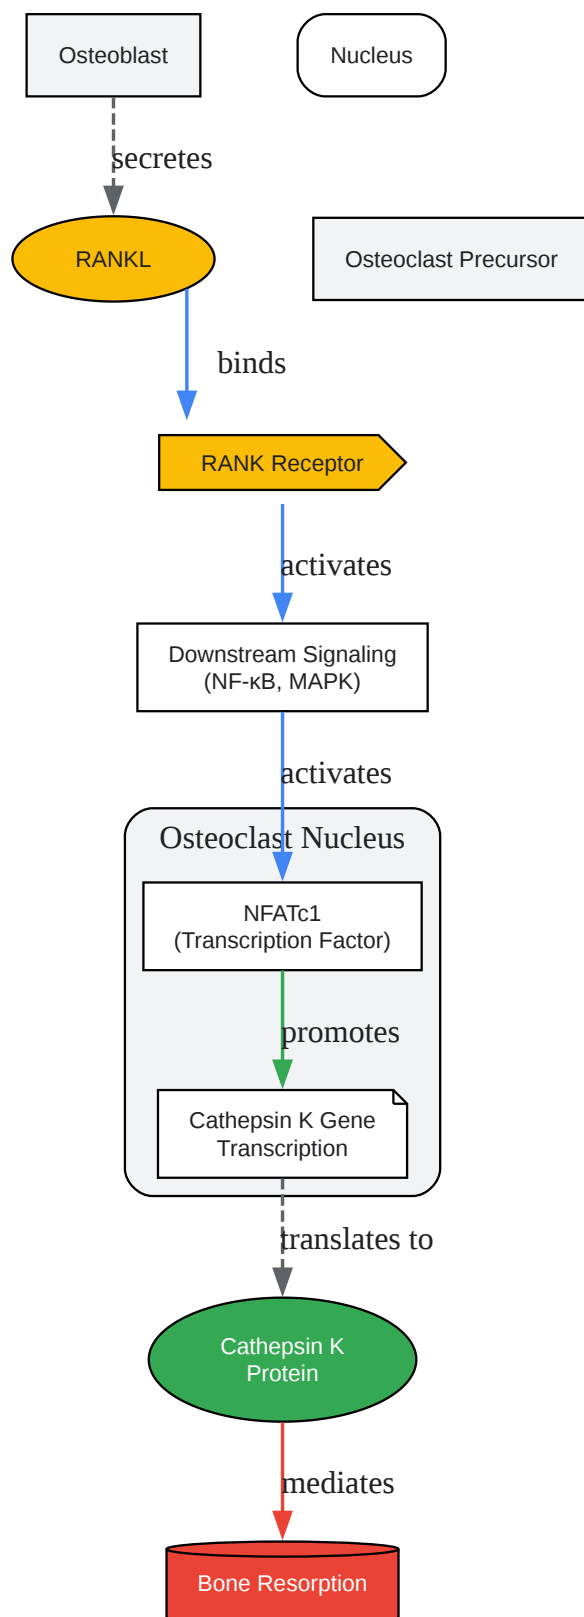 Osteoblast
Nucleus
secretes
RANKL
Osteoclast Precursor
binds
RANK Receptor
activates
Downstream Signaling
(NF-κB, MAPK)
activates
Osteoclast Nucleus
NFATc1
(Transcription Factor)
promotes
Cathepsin K Gene
Transcription
translates to
Cathepsin K
Protein
mediates
Bone Resorption